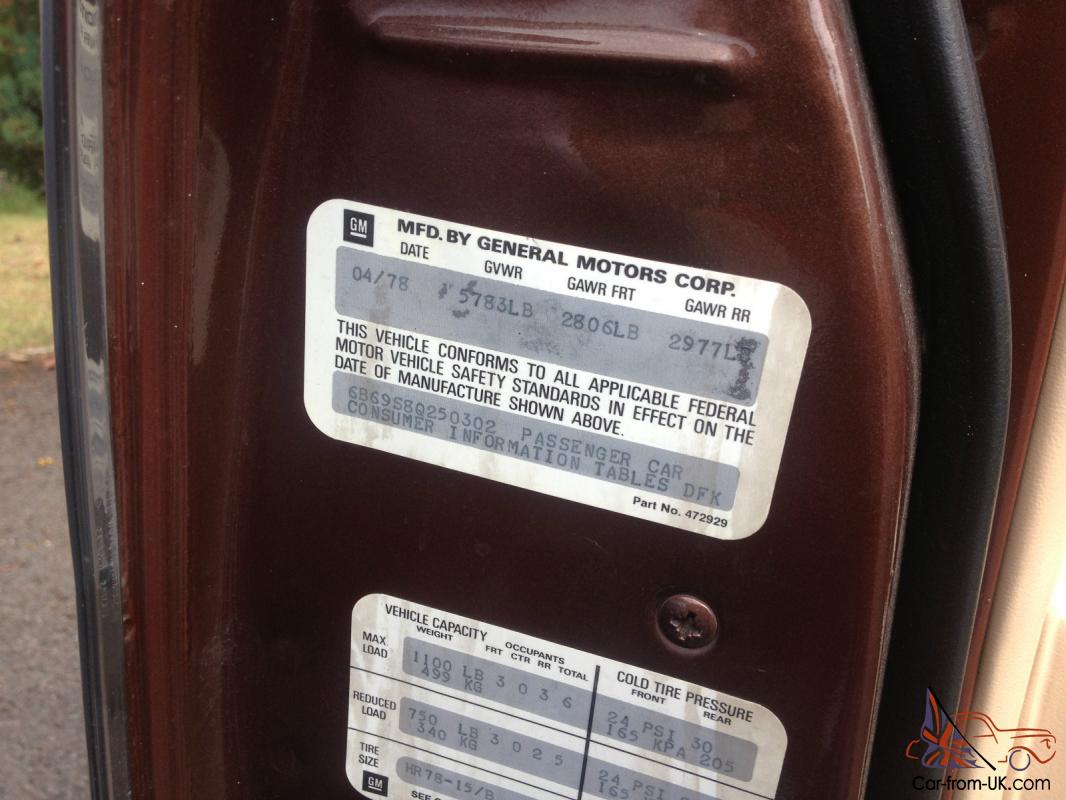 GM MFD. BY GENERAL MOTORS CORP.
DATE GVWR GAWR FRT GAWR RR
04/78 5783LB 2806LB 2977L
THIS VEHICLE CONFORMS TO ALL APPLICABLE FEDERAL
MOTOR VEHICLE SAFETY STANDARDS IN EFFECT ON THE
DATE OF MANUFACTURE SHOWN ABOVE.
6B69S8Q250302 PASSENGER CAR
CONSUMER INFORMATION TABLES DFK
Part No. 472929
VEHICLE CAPACITY
WEIGHT OCCUPANTS
FRT CTR RR TOTAL
COLD TIRE PRESSURE
FRONT REAR
MAX. LOAD
1100 LB 3 0 3 6
499 KG
24 PSI 30
165 KPA 205
REDUCED LOAD
750 LB 3 0 2 5
340 KG
24 PSI
TIRE SIZE
HR78-15/B
GM
SEE
Car-from-UK.com